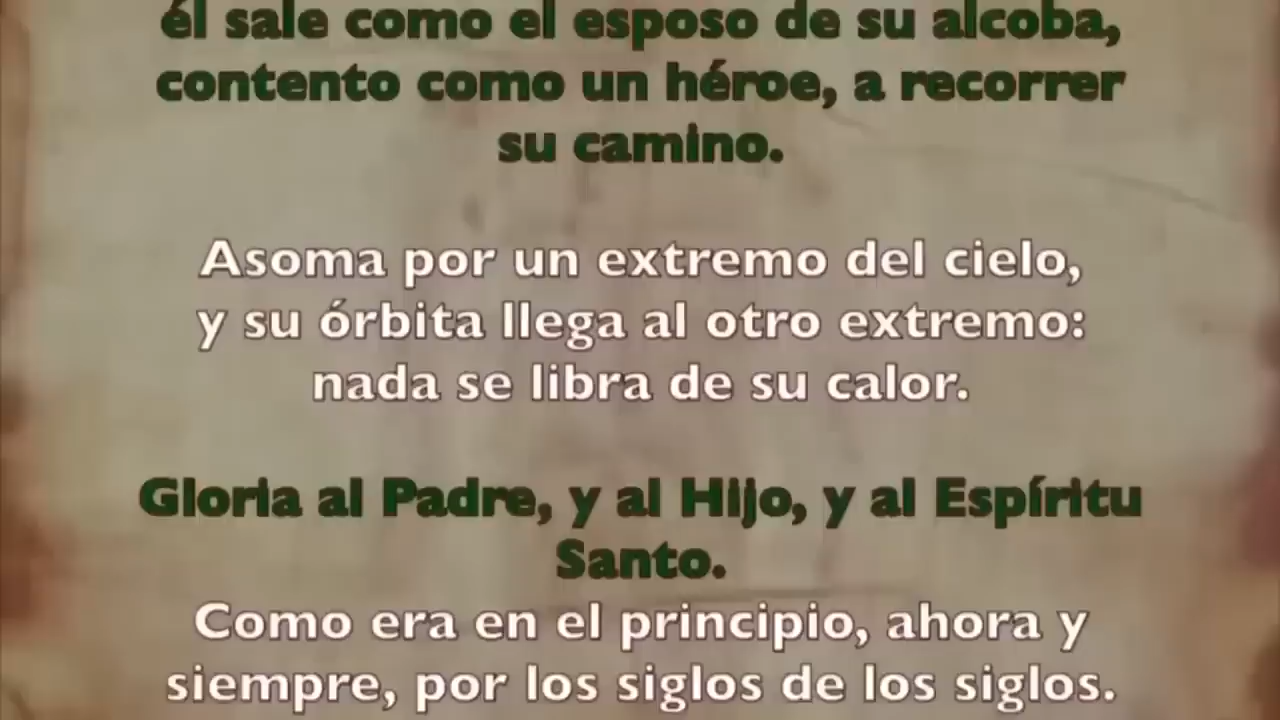 él sale como el esposo de su alcoba,
contento como un héroe, a recorrer
su camino.
Asoma por un extremo del cielo,
y su órbita llega al otro extremo:
nada se libra de su calor.
Gloria al Padre, y al Hijo, y al Espíritu
Santo.
Como era en el principio, ahora y
siempre, por los siglos de los siglos.